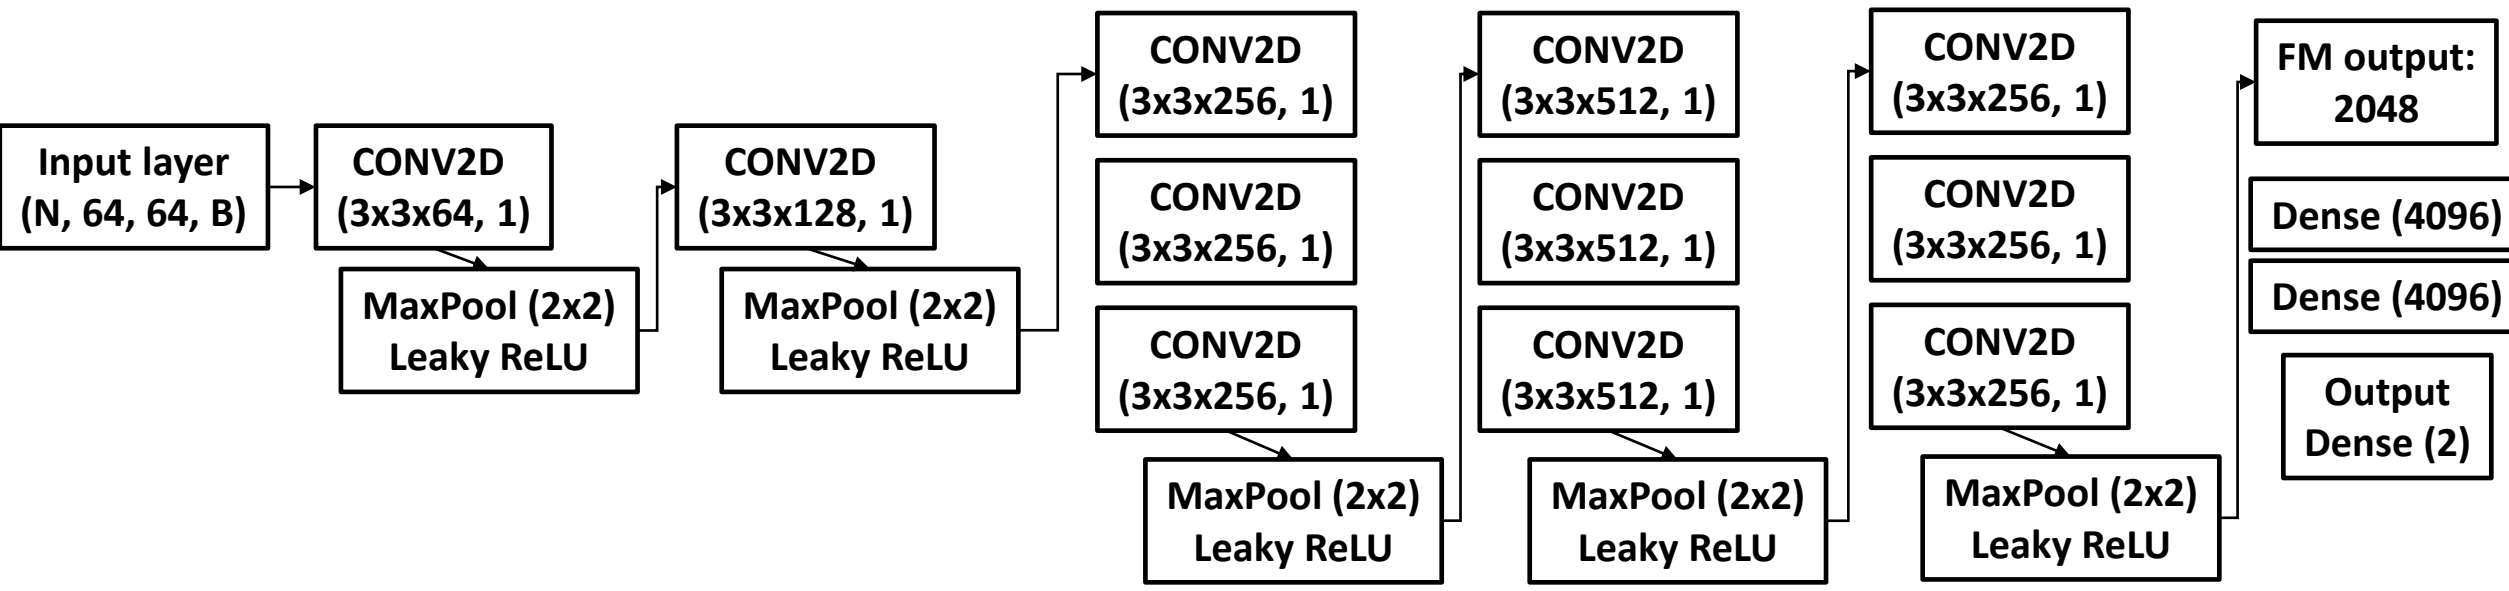 Input layer
(N, 64, 64, B)
CONV2D
(3x3x64, 1)
MaxPool (2x2)
Leaky ReLU
CONV2D
(3x3x128, 1)
MaxPool (2x2)
Leaky ReLU
CONV2D
(3x3x256, 1)
CONV2D
(3x3x256, 1)
CONV2D
(3x3x256, 1)
MaxPool (2x2)
Leaky ReLU
CONV2D
(3x3x512, 1)
CONV2D
(3x3x512, 1)
CONV2D
(3x3x512, 1)
MaxPool (2x2)
Leaky ReLU
CONV2D
(3x3x256, 1)
CONV2D
(3x3x256, 1)
CONV2D
(3x3x256, 1)
MaxPool (2x2)
Leaky ReLU
FM output:
2048
Dense (4096)
Dense (4096)
Output
Dense (2)